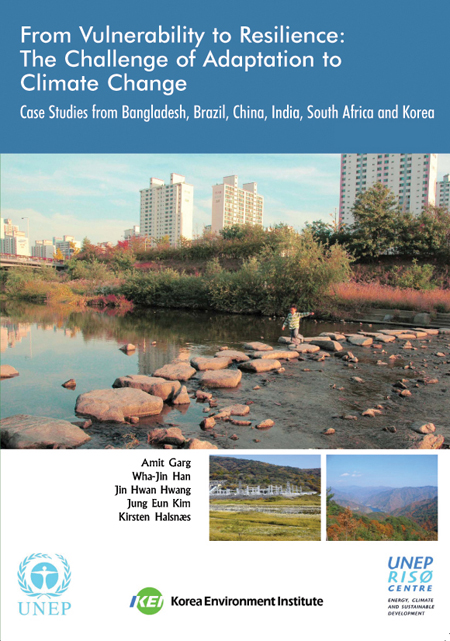 From Vulnerability to Resilience:
The Challenge of Adaptation to
Climate Change
Case Studies from Bangladesh, Brazil, China, India, South Africa and Korea
Amit Garg
Wha-Jin Han
Jin Hwan Hwang
Jung Eun Kim
Kirsten Halsnæs
UNEP
KEI Korea Environment Institute
UNEP
RISØ
CENTRE
ENERGY, CLIMATE
AND SUSTAINABLE
DEVELOPMENT